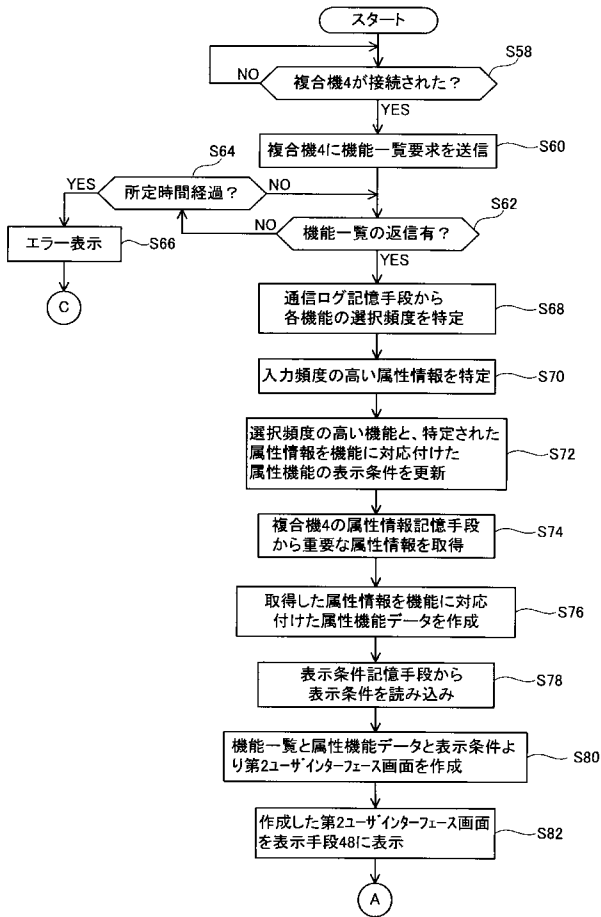 スタート
S58
複合機4が接続された?
NO
YES
複合機4に機能一覧要求を送信
S60
S64
所定時間経過?
YES
NO
S62
機能一覧の返信有?
NO
YES
エラー表示
S66
C
通信ログ記憶手段から
各機能の選択頻度を特定
S68
入力頻度の高い属性情報を特定
S70
選択頻度の高い機能と、特定された
属性情報を機能に対応付けた
属性機能の表示条件を更新
S72
複合機4の属性情報記憶手段
から重要な属性情報を取得
S74
取得した属性情報を機能に対応
付けた属性機能データを作成
S76
表示条件記憶手段から
表示条件を読み込み
S78
機能一覧と属性機能データと表示条件よ
り第2ユーザインターフェース画面を作成
S80
作成した第2ユーザインターフェース画面
を表示手段48に表示
S82
A